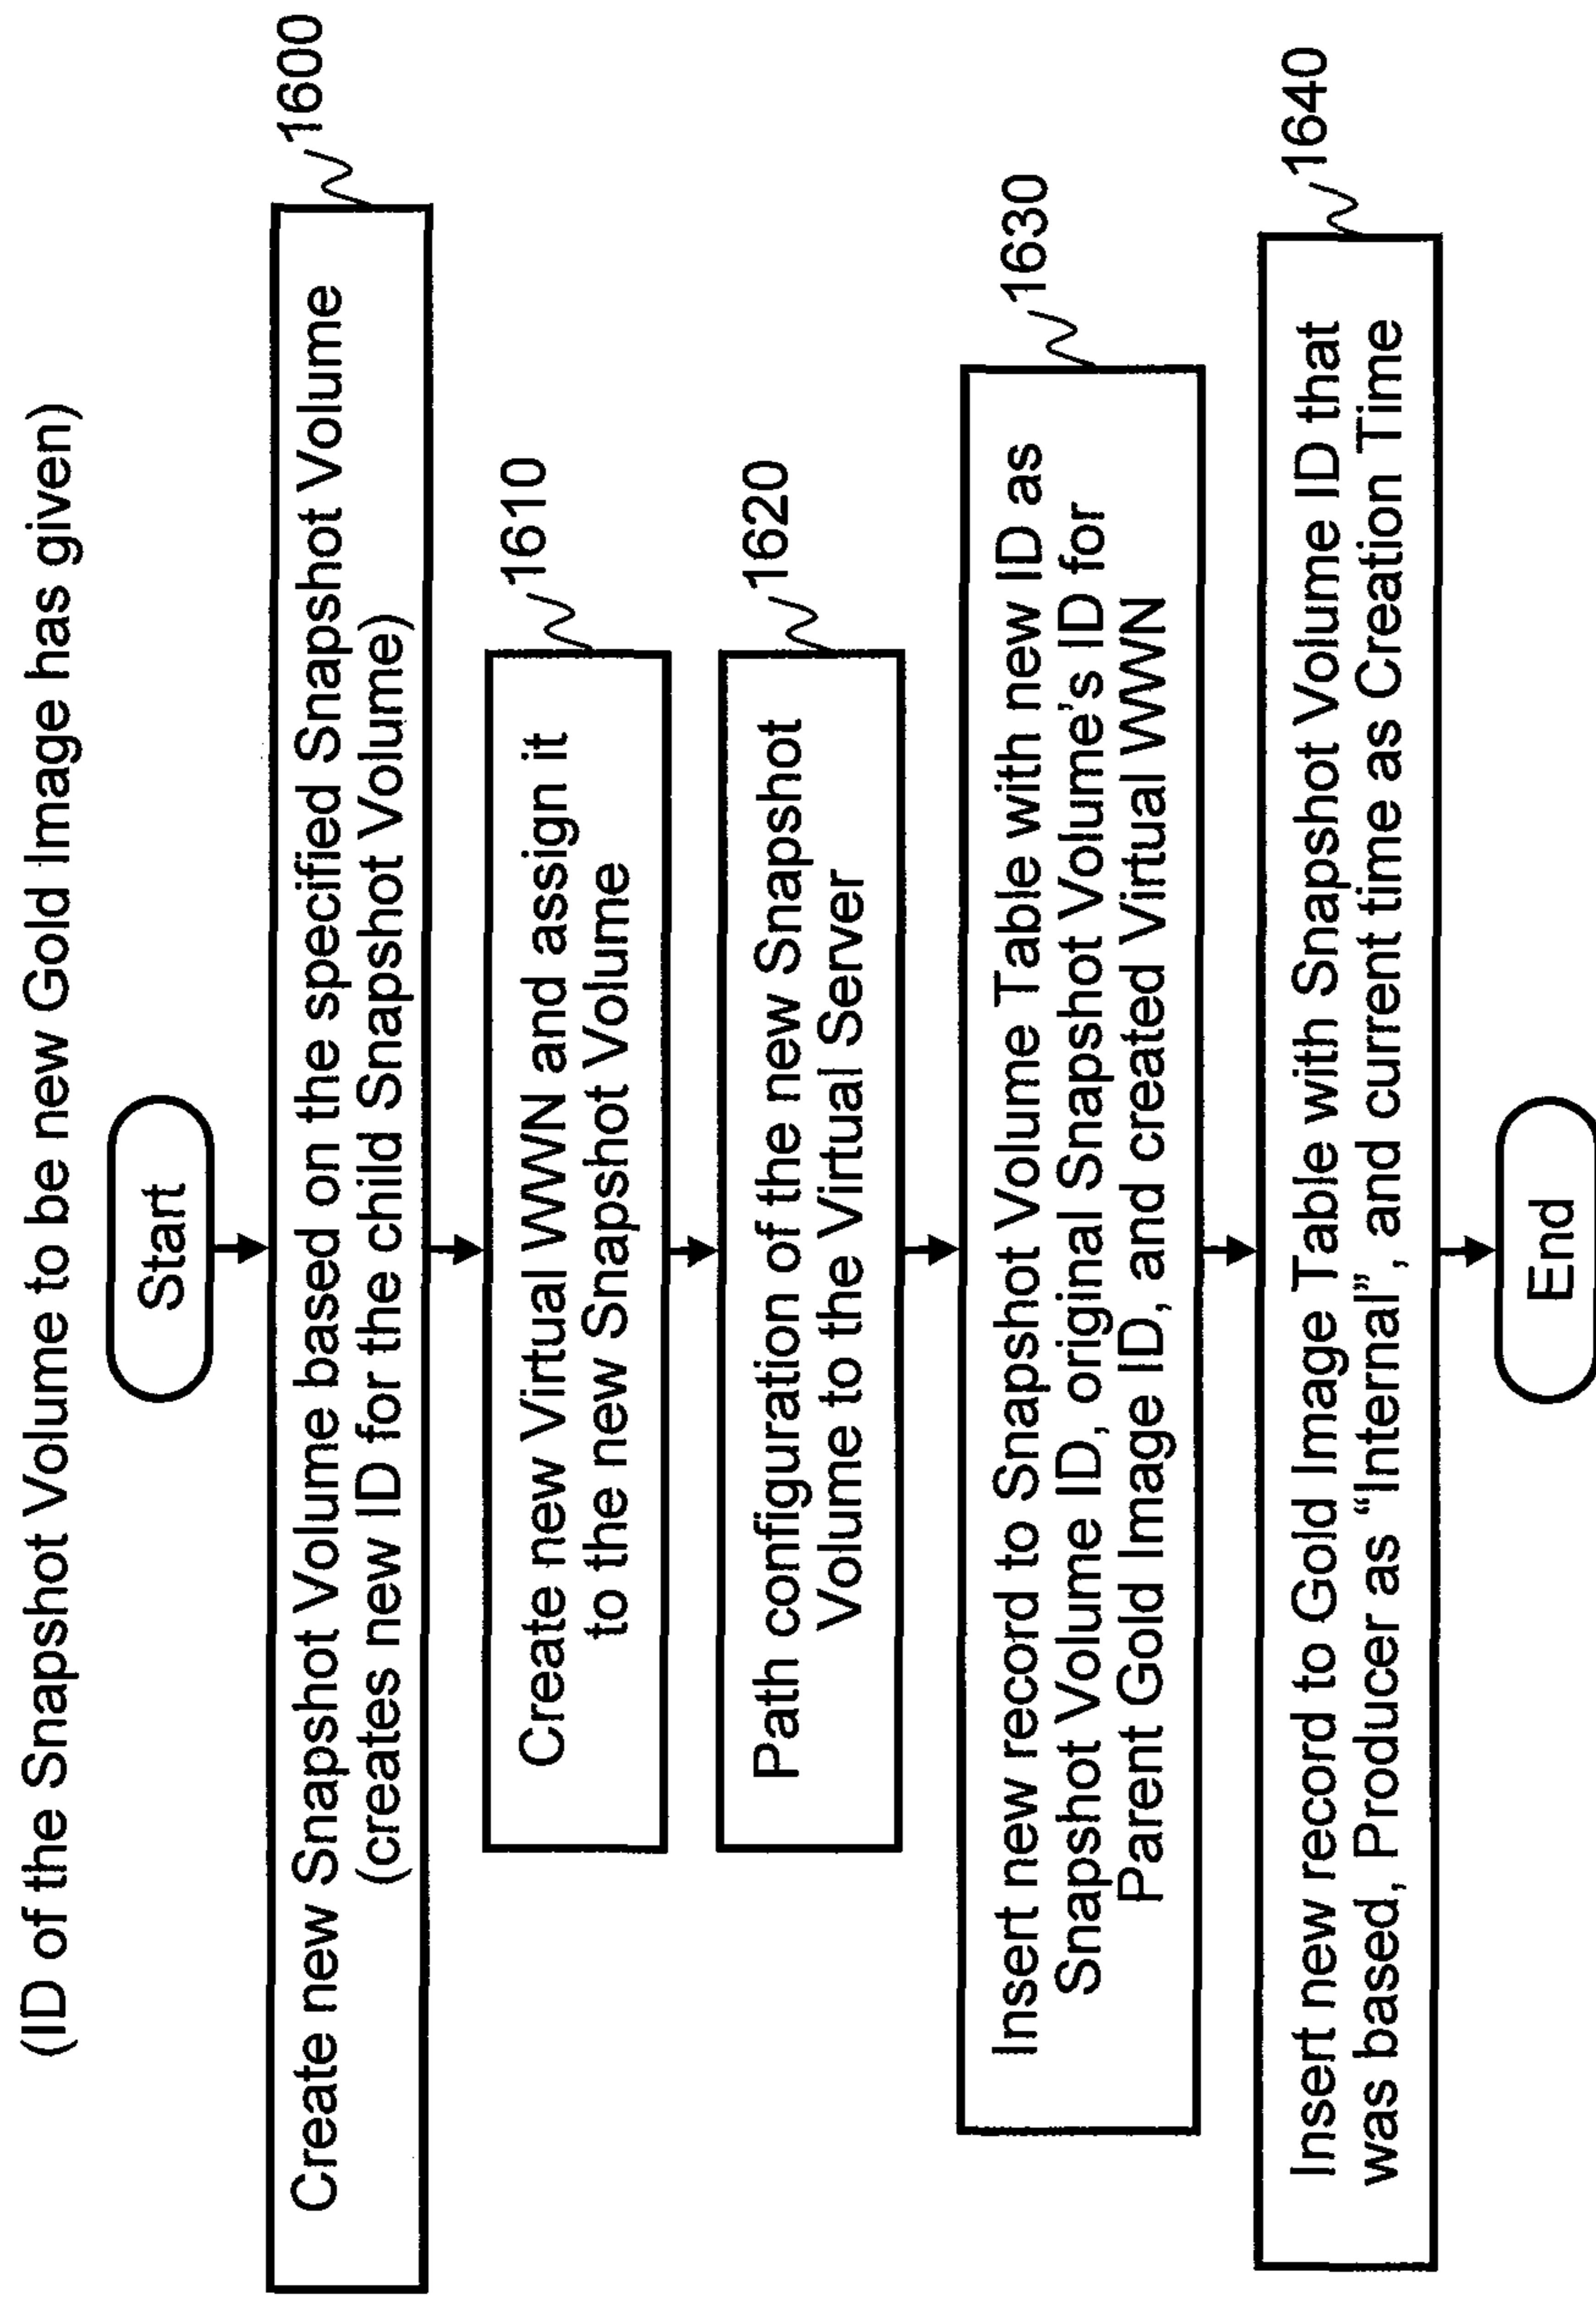 (ID of the Snapshot Volume to be new Gold Image has given)
Start
1600
Create new Snapshot Volume based on the specified Snapshot Volume
(creates new ID for the child Snapshot Volume)
1610
Create new Virtual WWN and assign it
to the new Snapshot Volume
1620
Path configuration of the new Snapshot
Volume to the Virtual Server
1630
Insert new record to Snapshot Volume Table with new ID as
Snapshot Volume ID, original Snapshot Volume's ID for
Parent Gold Image ID, and created Virtual WWN
1640
Insert new record to Gold Image Table with Snapshot Volume ID that
was based, Producer as “Internal”, and current time as Creation Time
End